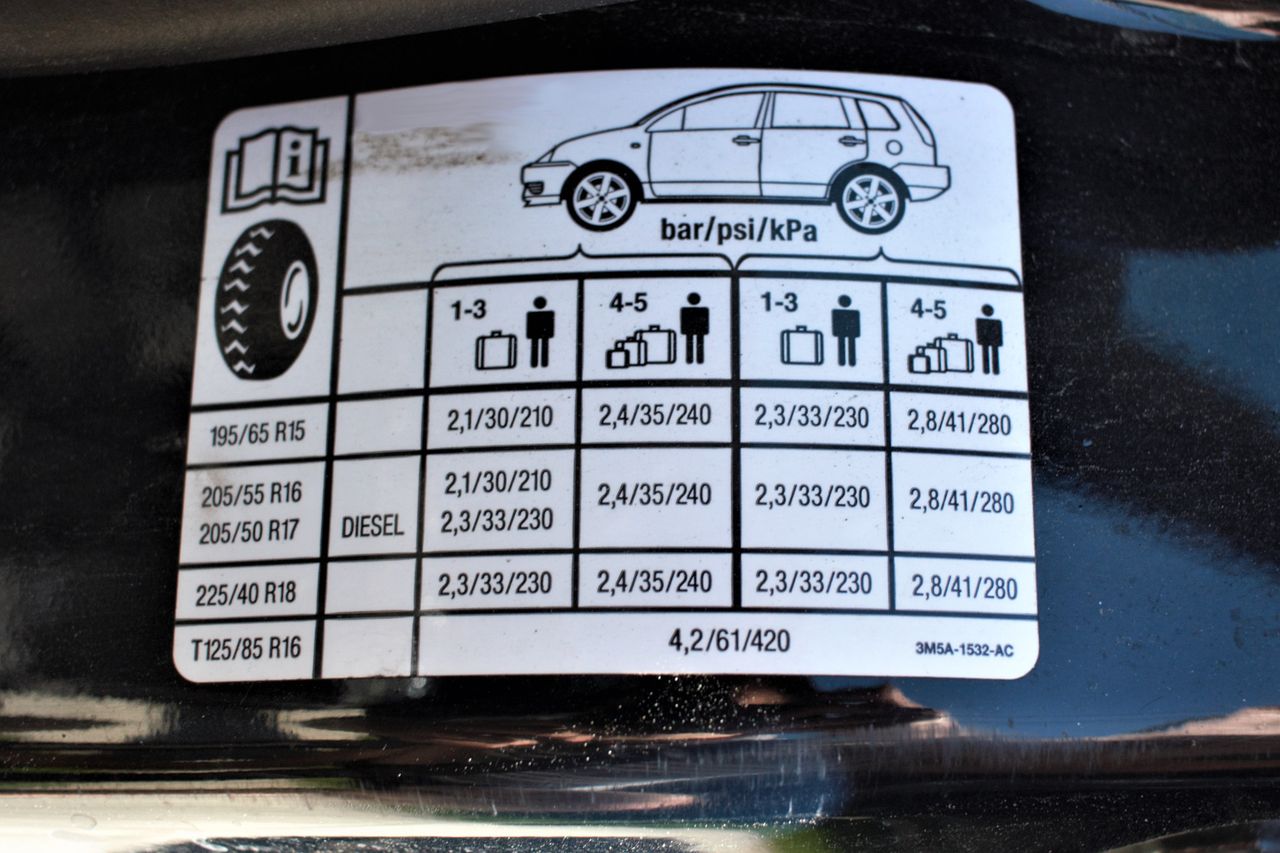 i
bar/psi/kPa
1-3 4-5 1-3 4-5
195/65 R15 2,1/30/210 2,4/35/240 2,3/33/230 2,8/41/280
205/55 R16 2,1/30/210 2,4/35/240 2,3/33/230 2,8/41/280
205/50 R17 DIESEL 2,3/33/230
225/40 R18 2,3/33/230 2,4/35/240 2,3/33/230 2,8/41/280
T125/85 R16 4,2/61/420 3M5A-1532-AC